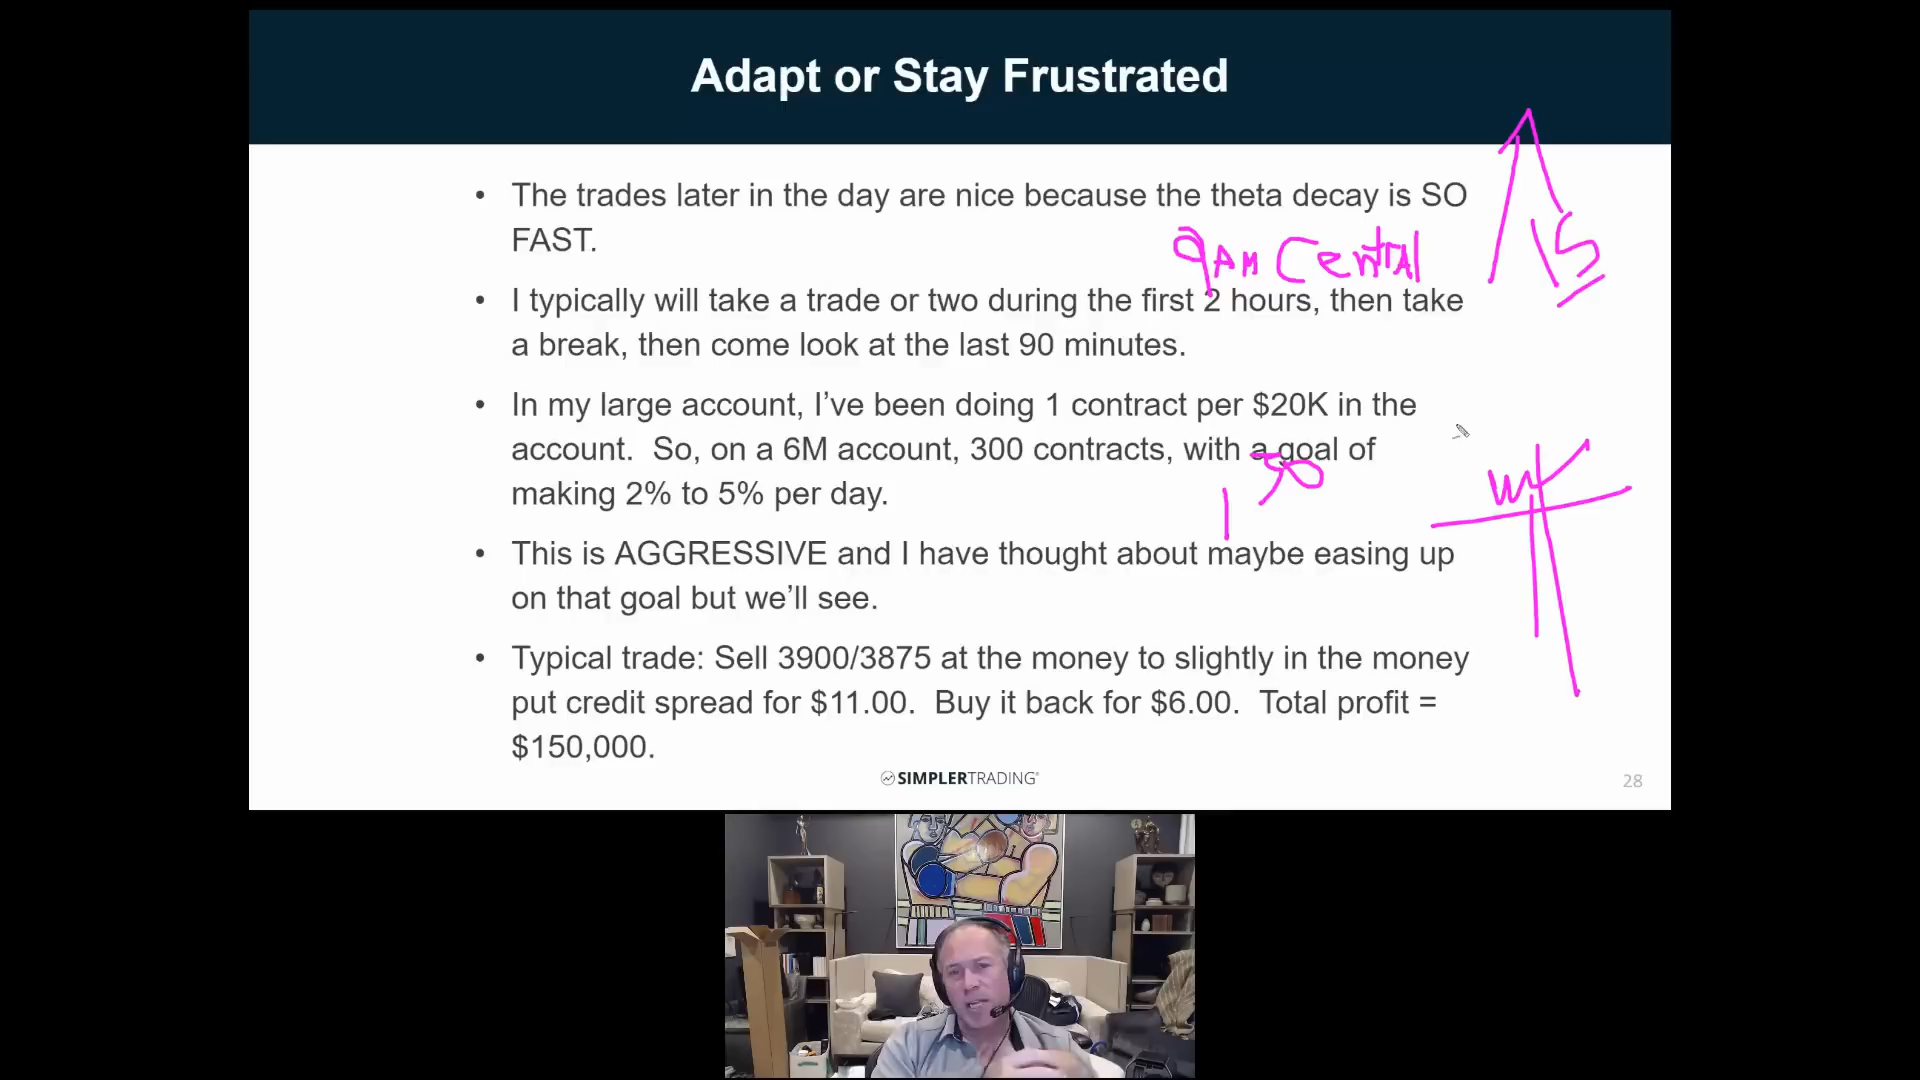 Adapt or Stay Frustrated
• The trades later in the day are nice because the theta decay is SO
FAST.
9AM Central
15
• I typically will take a trade or two during the first 2 hours, then take
a break, then come look at the last 90 minutes.
• In my large account, I’ve been doing 1 contract per $20K in the
account.  So, on a 6M account, 300 contracts, with a goal of
making 2% to 5% per day.
• This is AGGRESSIVE and I have thought about maybe easing up
on that goal but we’ll see.
• Typical trade: Sell 3900/3875 at the money to slightly in the money
put credit spread for $11.00.  Buy it back for $6.00.  Total profit =
$150,000.
SIMPLERTRADING®
28